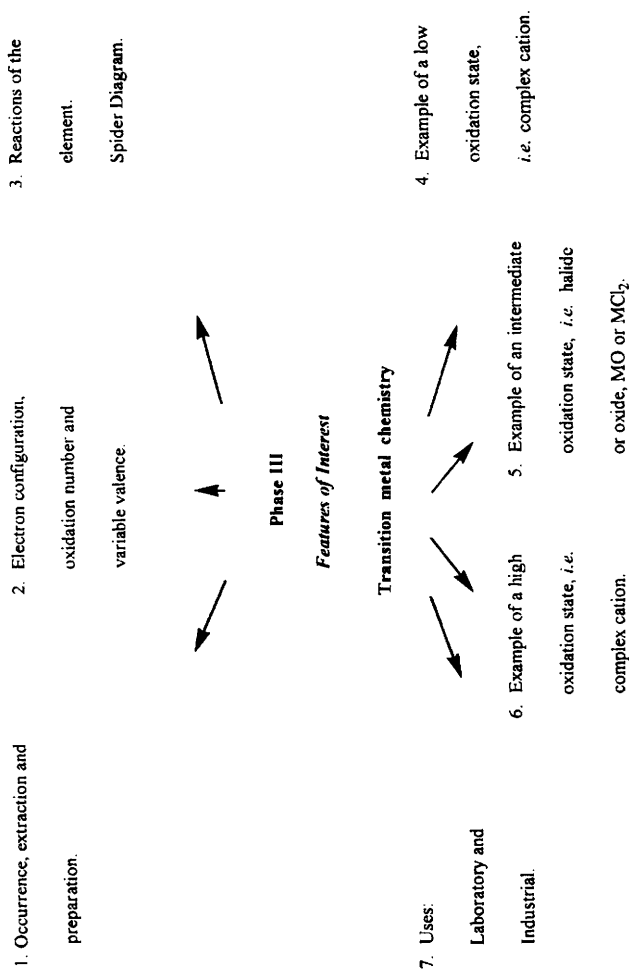 1. Occurrence, extraction and
preparation.
2. Electron configuration,
oxidation number and
variable valence.
3. Reactions of the
element.
Spider Diagram.
Phase III
Features of Interest
Transition metal chemistry
4. Example of a low
oxidation state,
i.e. complex cation.
5. Example of an intermediate
oxidation state, i.e. halide
or oxide, MO or MCl₂.
6. Example of a high
oxidation state, i.e.
complex cation.
7. Uses:
Laboratory and
Industrial.